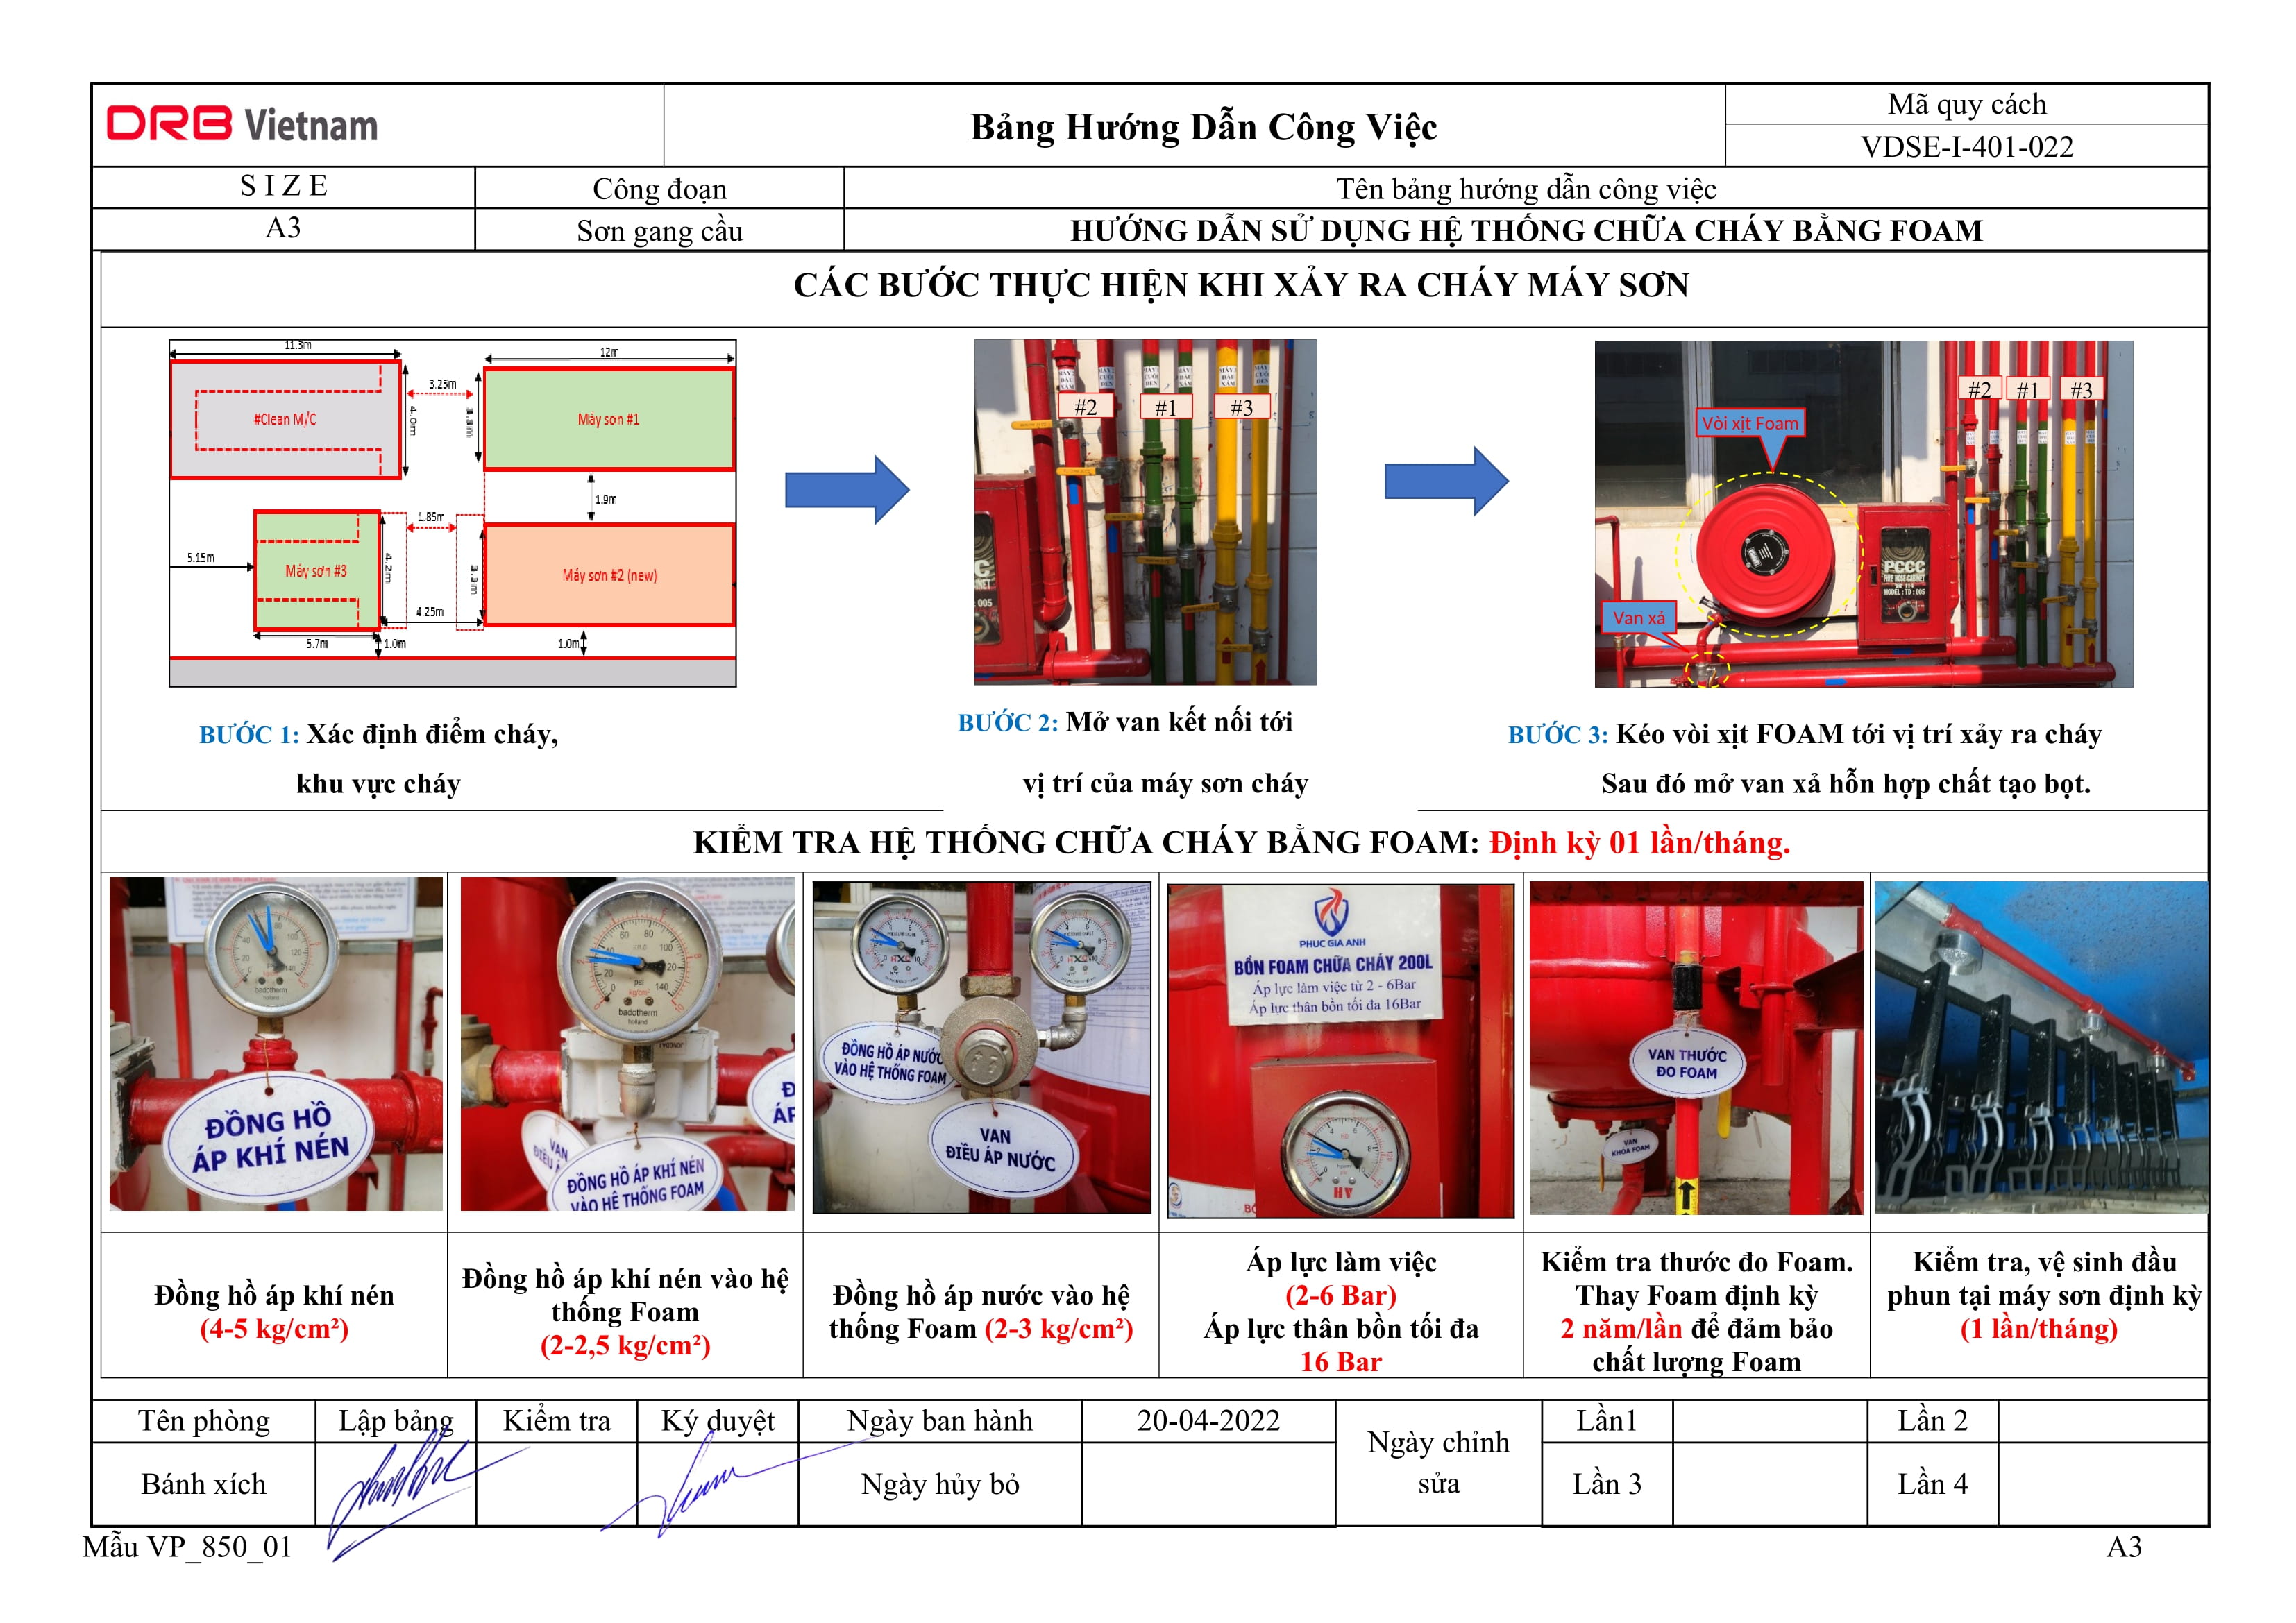 DRB Vietnam
Bảng Hướng Dẫn Công Việc
Mã quy cách
VDSE-I-401-022
S I Z E
Công đoạn
Tên bảng hướng dẫn công việc
A3
Sơn gang cầu
HƯỚNG DẪN SỬ DỤNG HỆ THỐNG CHỮA CHÁY BẰNG FOAM
CÁC BƯỚC THỰC HIỆN KHI XẢY RA CHÁY MÁY SƠN
11.3m
12m
3.25m
4.0m
3.3m
#Clean M/C
Máy sơn #1
1.9m
1.85m
5.15m
Máy sơn #3
4.2m
3.3m
Máy sơn #2 (new)
4.25m
5.7m
1.0m
1.0m
#2
#1
#3
#2
#1
#3
Vòi xịt Foam
Van xả
PCCC
FIRE HOSE CABINET
MODEL : TD : 005
BƯỚC 1: Xác định điểm cháy,
khu vực cháy
BƯỚC 2: Mở van kết nối tới
vị trí của máy sơn cháy
BƯỚC 3: Kéo vòi xịt FOAM tới vị trí xảy ra cháy
Sau đó mở van xả hỗn hợp chất tạo bọt.
KIỂM TRA HỆ THỐNG CHỮA CHÁY BẰNG FOAM: Định kỳ 01 lần/tháng.
badotherm
ĐỒNG HỒ
ÁP KHÍ NÉN
psi
kg/cm²
badotherm
holland
ĐỒNG HỒ ÁP KHÍ NÉN
VÀO HỆ THỐNG FOAM
ĐỒNG HỒ ÁP NƯỚC
VÀO HỆ THỐNG FOAM
VAN
ĐIỀU ÁP NƯỚC
PHUC GIA ANH
BỒN FOAM CHỮA CHÁY 200L
Áp lực làm việc từ 2 - 6Bar
Áp lực thân bồn tối đa 16Bar
HY
VAN THƯỚC
ĐO FOAM
VAN
KHÓA FOAM
Đồng hồ áp khí nén
(4-5 kg/cm²)
Đồng hồ áp khí nén vào hệ
thống Foam
(2-2,5 kg/cm²)
Đồng hồ áp nước vào hệ
thống Foam (2-3 kg/cm²)
Áp lực làm việc
(2-6 Bar)
Áp lực thân bồn tối đa
16 Bar
Kiểm tra thước đo Foam.
Thay Foam định kỳ
2 năm/lần để đảm bảo
chất lượng Foam
Kiểm tra, vệ sinh đầu
phun tại máy sơn định kỳ
(1 lần/tháng)
Tên phòng
Lập bảng
Kiểm tra
Ký duyệt
Ngày ban hành
20-04-2022
Ngày chỉnh
sửa
Lần1
Lần 2
Bánh xích
Ngày hủy bỏ
Lần 3
Lần 4
Mẫu VP_850_01
A3